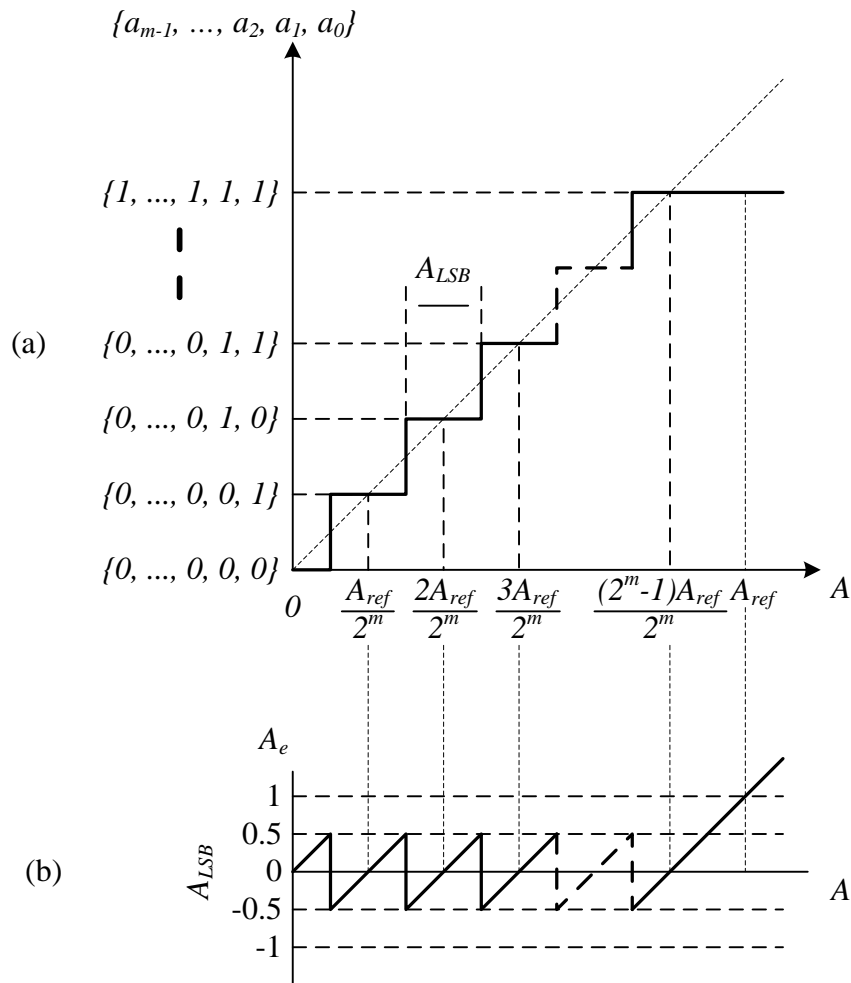 {a_{m-1}, ..., a_2, a_1, a_0}
{1, ..., 1, 1, 1}
A_{LSB}
(a)
{0, ..., 0, 1, 1}
{0, ..., 0, 1, 0}
{0, ..., 0, 0, 1}
{0, ..., 0, 0, 0}
0
A_{ref}/2^m
2A_{ref}/2^m
3A_{ref}/2^m
(2^m-1)A_{ref}/2^m
A_{ref}
A
A_e
1
0.5
0
-0.5
-1
A_{LSB}
(b)
A